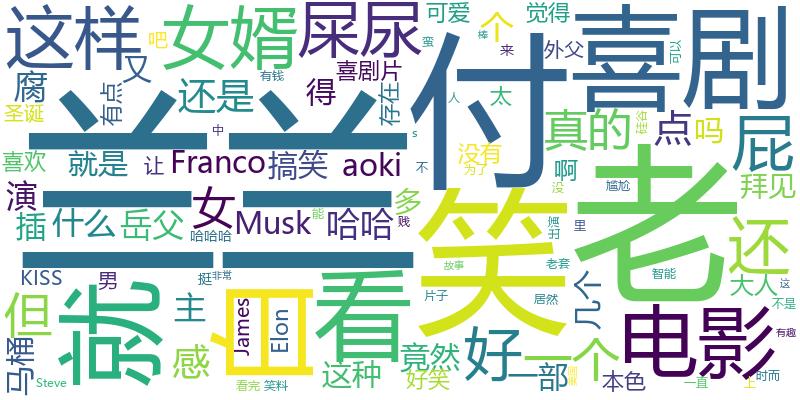 这样
女婿
屎尿
可爱
个
觉得
喜剧
腐
吧
又
有点
还是
喜剧片
得
存在
蛮
棒
来
外父
可以
圣诞
有钱
人
太
付
真的
硅谷
点
吗
屁
喜欢
就是
中
让
Franco
搞笑
aoki
s
不
没有
为了
啊
没
尴尬
老
拜见
演
兰兰
女
能
多
插
什么
岳父
哈哈哈
Musk
哈哈
贱
笑
里
还
KISS
男
挺
非常
故事
老套
智能
大人
这
但
就
主
且
James
Elon
看
片子
居然
几个
电影
不是
有趣
马桶
感
Steve
看完
笑料
这种
竟然
好笑
好
一部
一个
本色
一直
上
时而